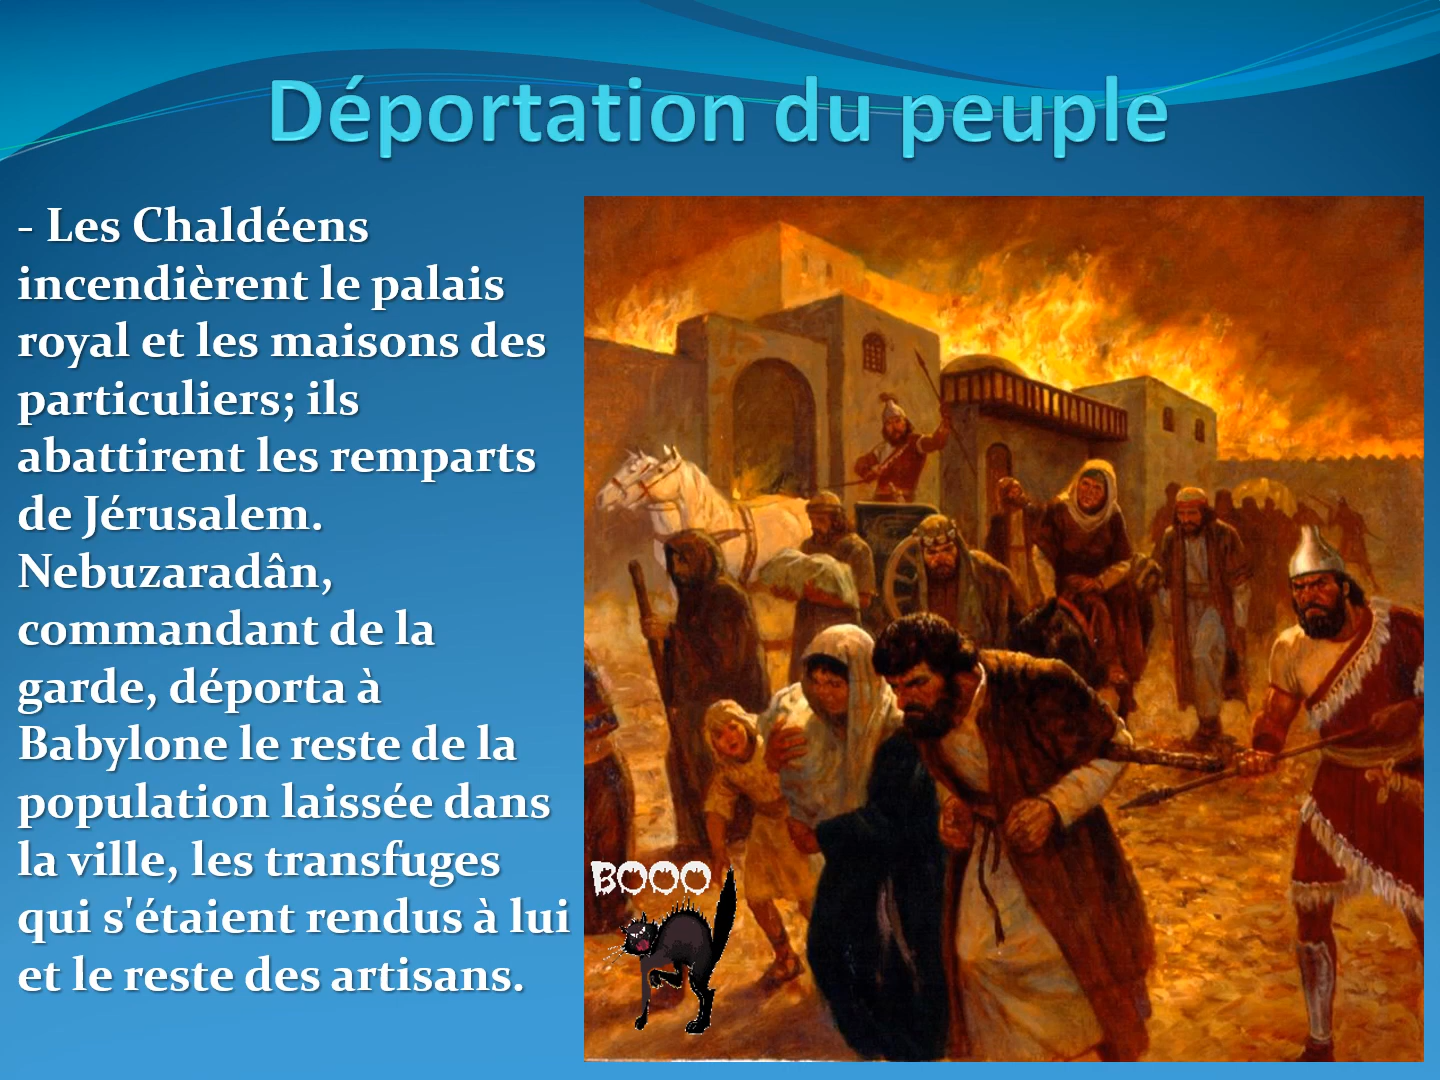 Déportation du peuple
- Les Chaldéens
incendièrent le palais
royal et les maisons des
particuliers; ils
abattirent les remparts
de Jérusalem.
Nebuzaradân,
commandant de la
garde, déporta à
Babylone le reste de la
population laissée dans
la ville, les transfuges
qui s'étaient rendus à lui
et le reste des artisans.
BOOO